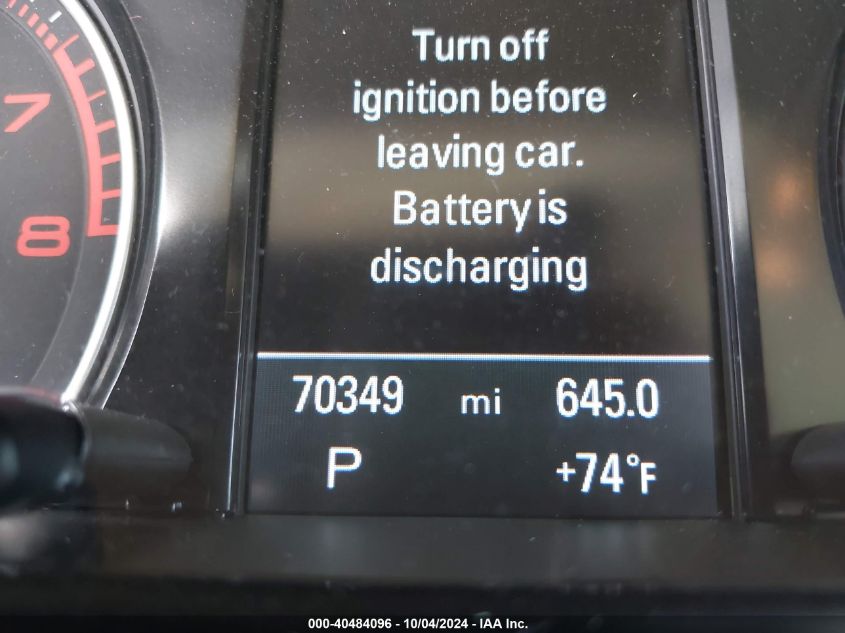 7
8
Turn off
ignition before
leaving car.
Battery is
discharging
70349 mi 645.0
P +74°F
000-40484096 - 10/04/2024 - IAA Inc.